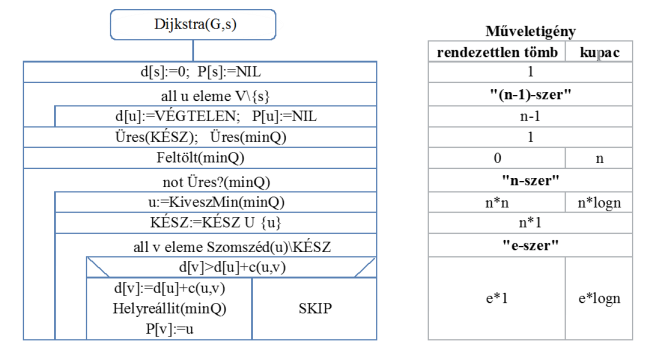 Dijkstra(G,s)
Műveletigény
rendezettlen tömb kupac
d[s]:=0; P[s]:=NIL 1
all u eleme V\{s} "(n-1)-szer"
d[u]:=VÉGTELEN; P[u]:=NIL n-1
Üres(KÉSZ); Üres(minQ) 1
Feltölt(minQ) 0 n
not Üres?(minQ) "n-szer"
u:=KiveszMin(minQ) n*n n*logn
KÉSZ:=KÉSZ U {u} n*1
all v eleme Szomszéd(u)\KÉSZ "e-szer"
d[v]>d[u]+c(u,v)
d[v]:=d[u]+c(u,v)
Helyreállit(minQ) SKIP e*1 e*logn
P[v]:=u